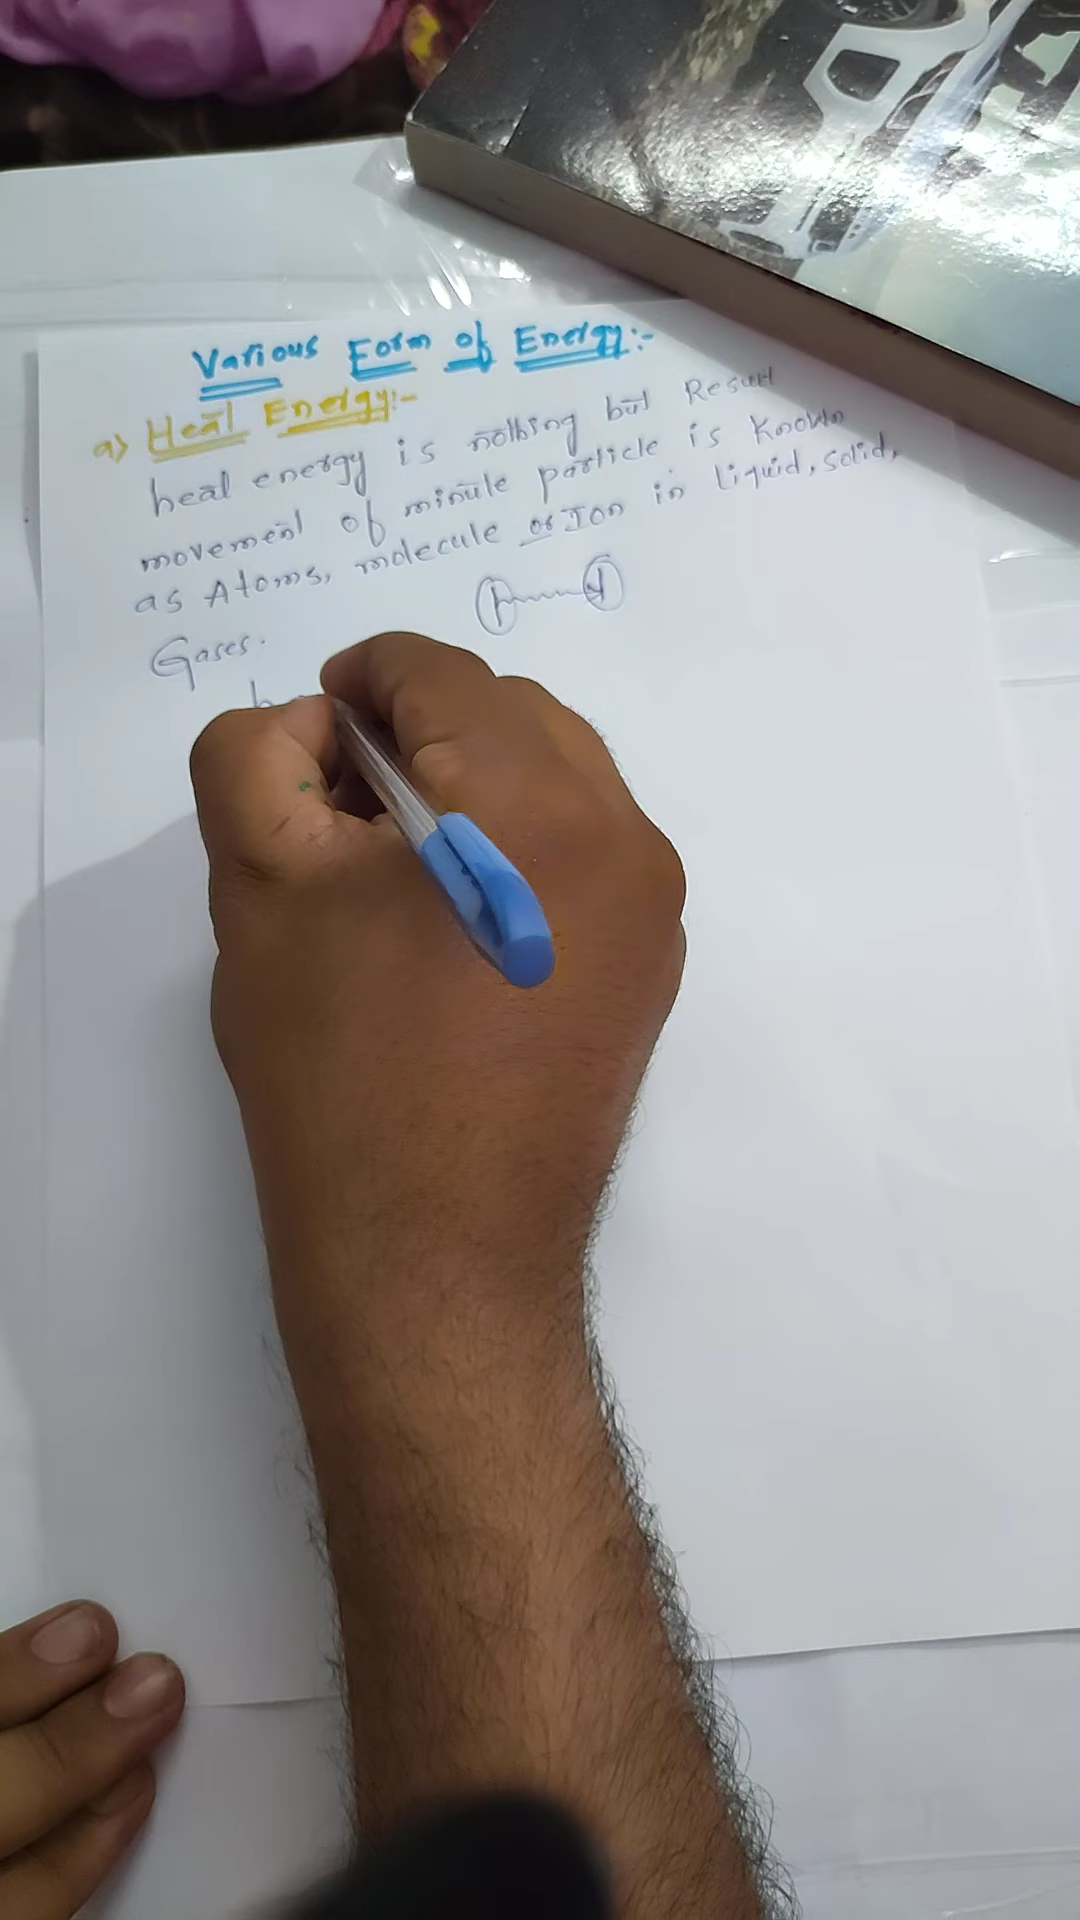 Various Form of Energy:-
a) Heat Energy:-
heat energy is nothing but Result
movement of minute particle is Known
as Atoms, molecule or Ion in liquid, solid,
Gases.
h